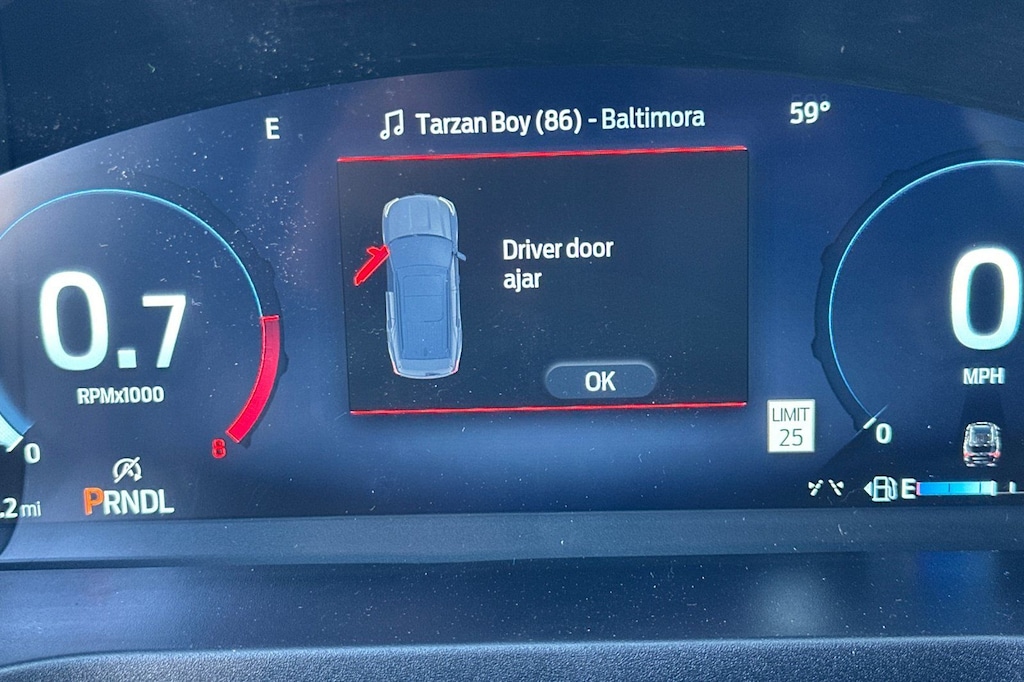 E
Tarzan Boy (86) - Baltimora
59°
Driver door
ajar
OK
0.7
RPMx1000
0
8
.2 mi
PRNDL
LIMIT
25
0
MPH
0
E